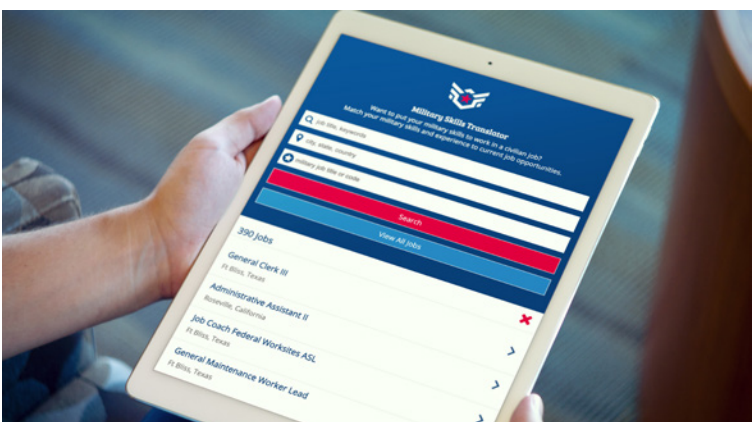 Military Skills Translator
Want to put your military skills to work in a civilian job?
Match your military skills and experience to current job opportunities.
job title, keywords
city, state, country
military job title or code
Search
View All Jobs
390 Jobs
General Clerk III
Ft Bliss, Texas
Administrative Assistant II
Roseville, California
Job Coach Federal Worksites ASL
Ft Bliss, Texas
General Maintenance Worker Lead
Ft Bliss, Texas